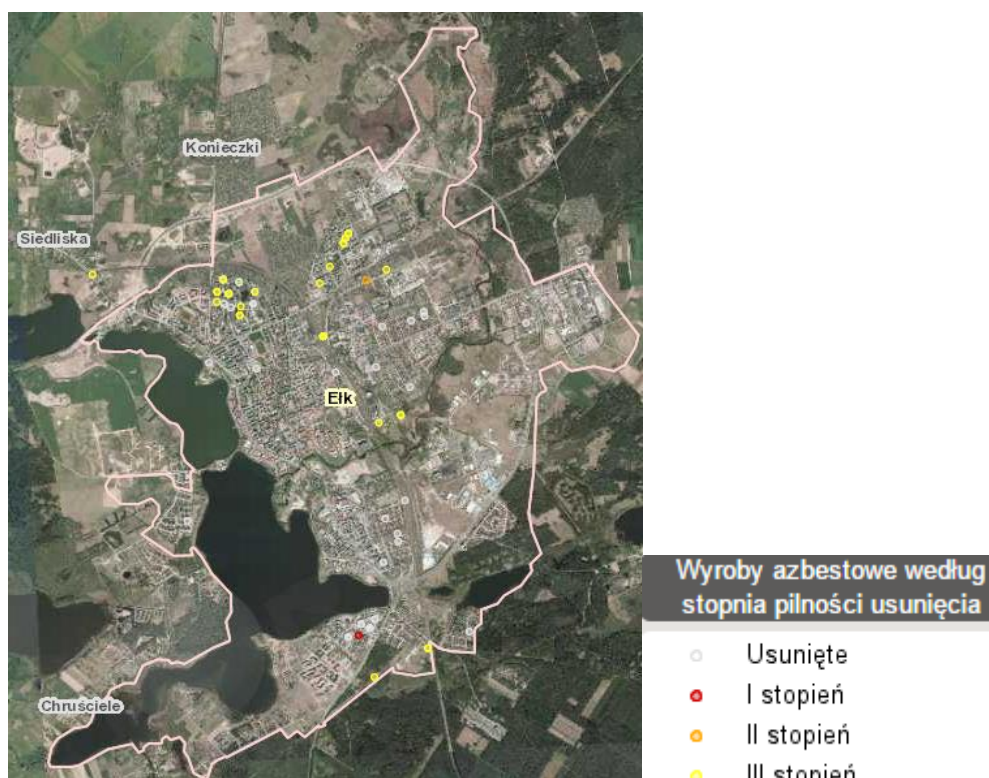 Konieczki
Siedliska
Ełk
Chruściele
Wyroby azbestowe według
stopnia pilności usunięcia
Usunięte
I stopień
II stopień
III stopień